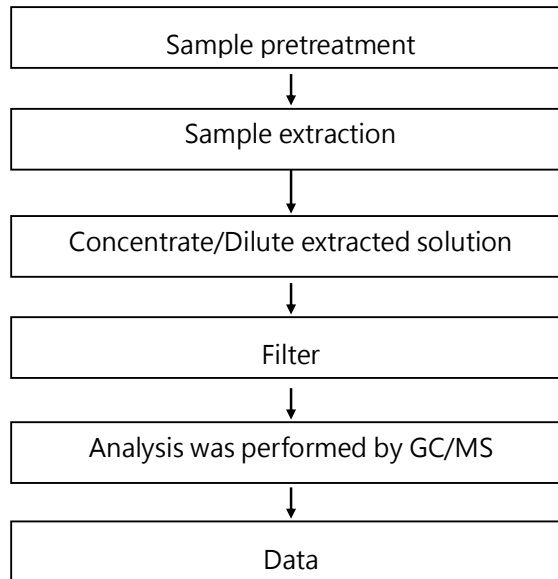 Sample pretreatment
Sample extraction
Concentrate/Dilute extracted solution
Filter
Analysis was performed by GC/MS
Data